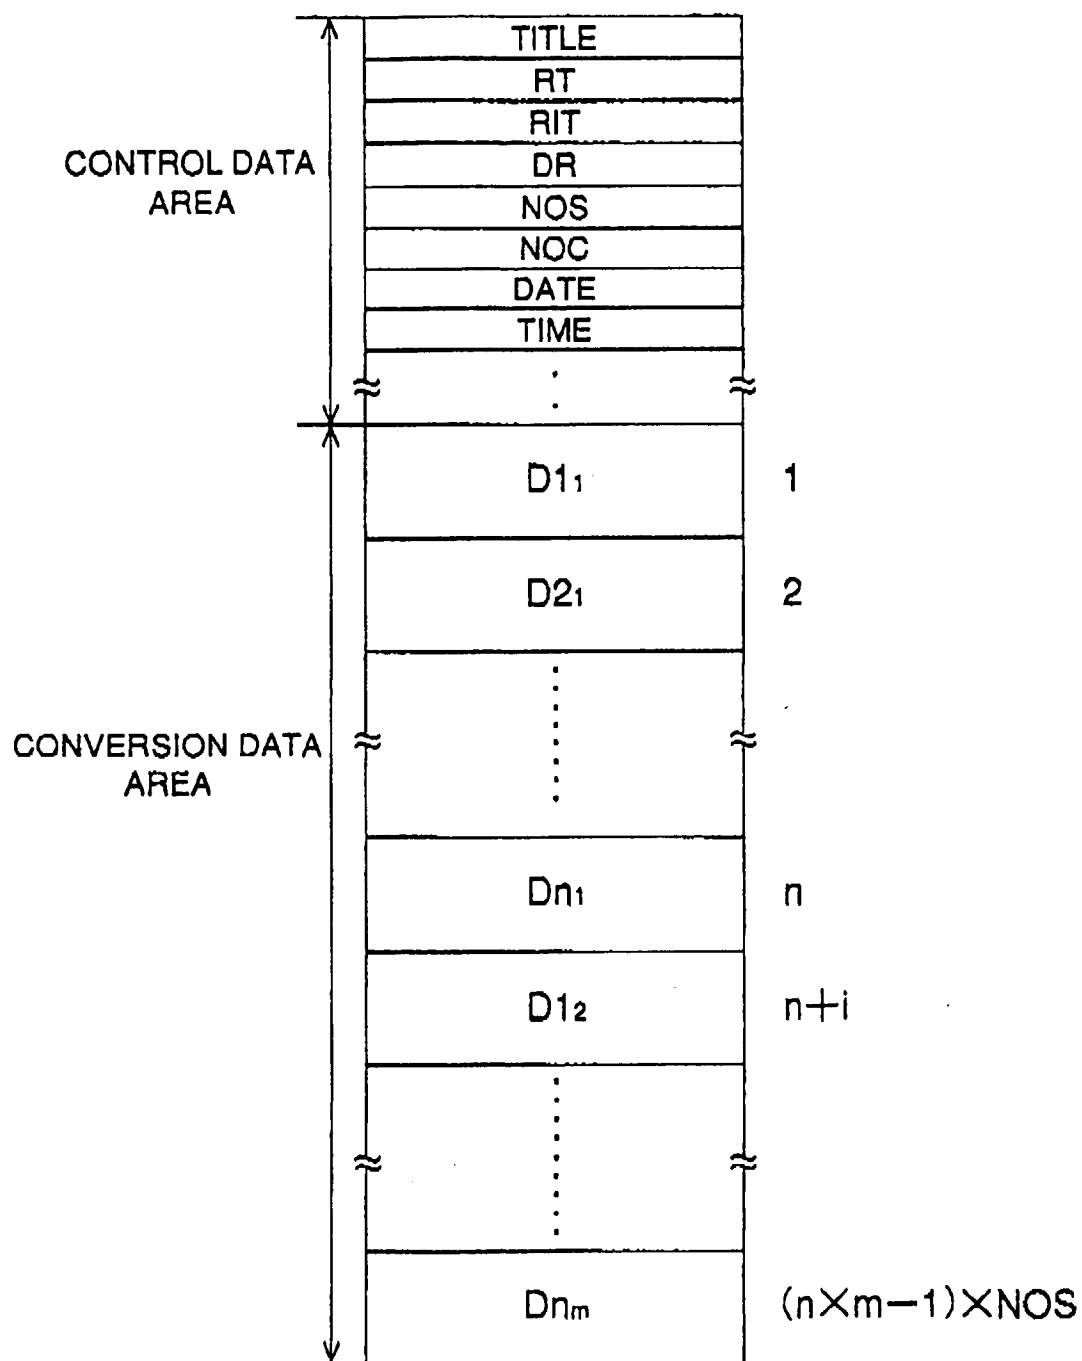 TITLE
RT
RIT
DR
NOS
NOC
DATE
TIME
CONTROL DATA
AREA
D1₁ 1
D2₁ 2
CONVERSION DATA
AREA
Dn₁ n
D1₂ n+i
Dnₘ (n×m−1)×NOS